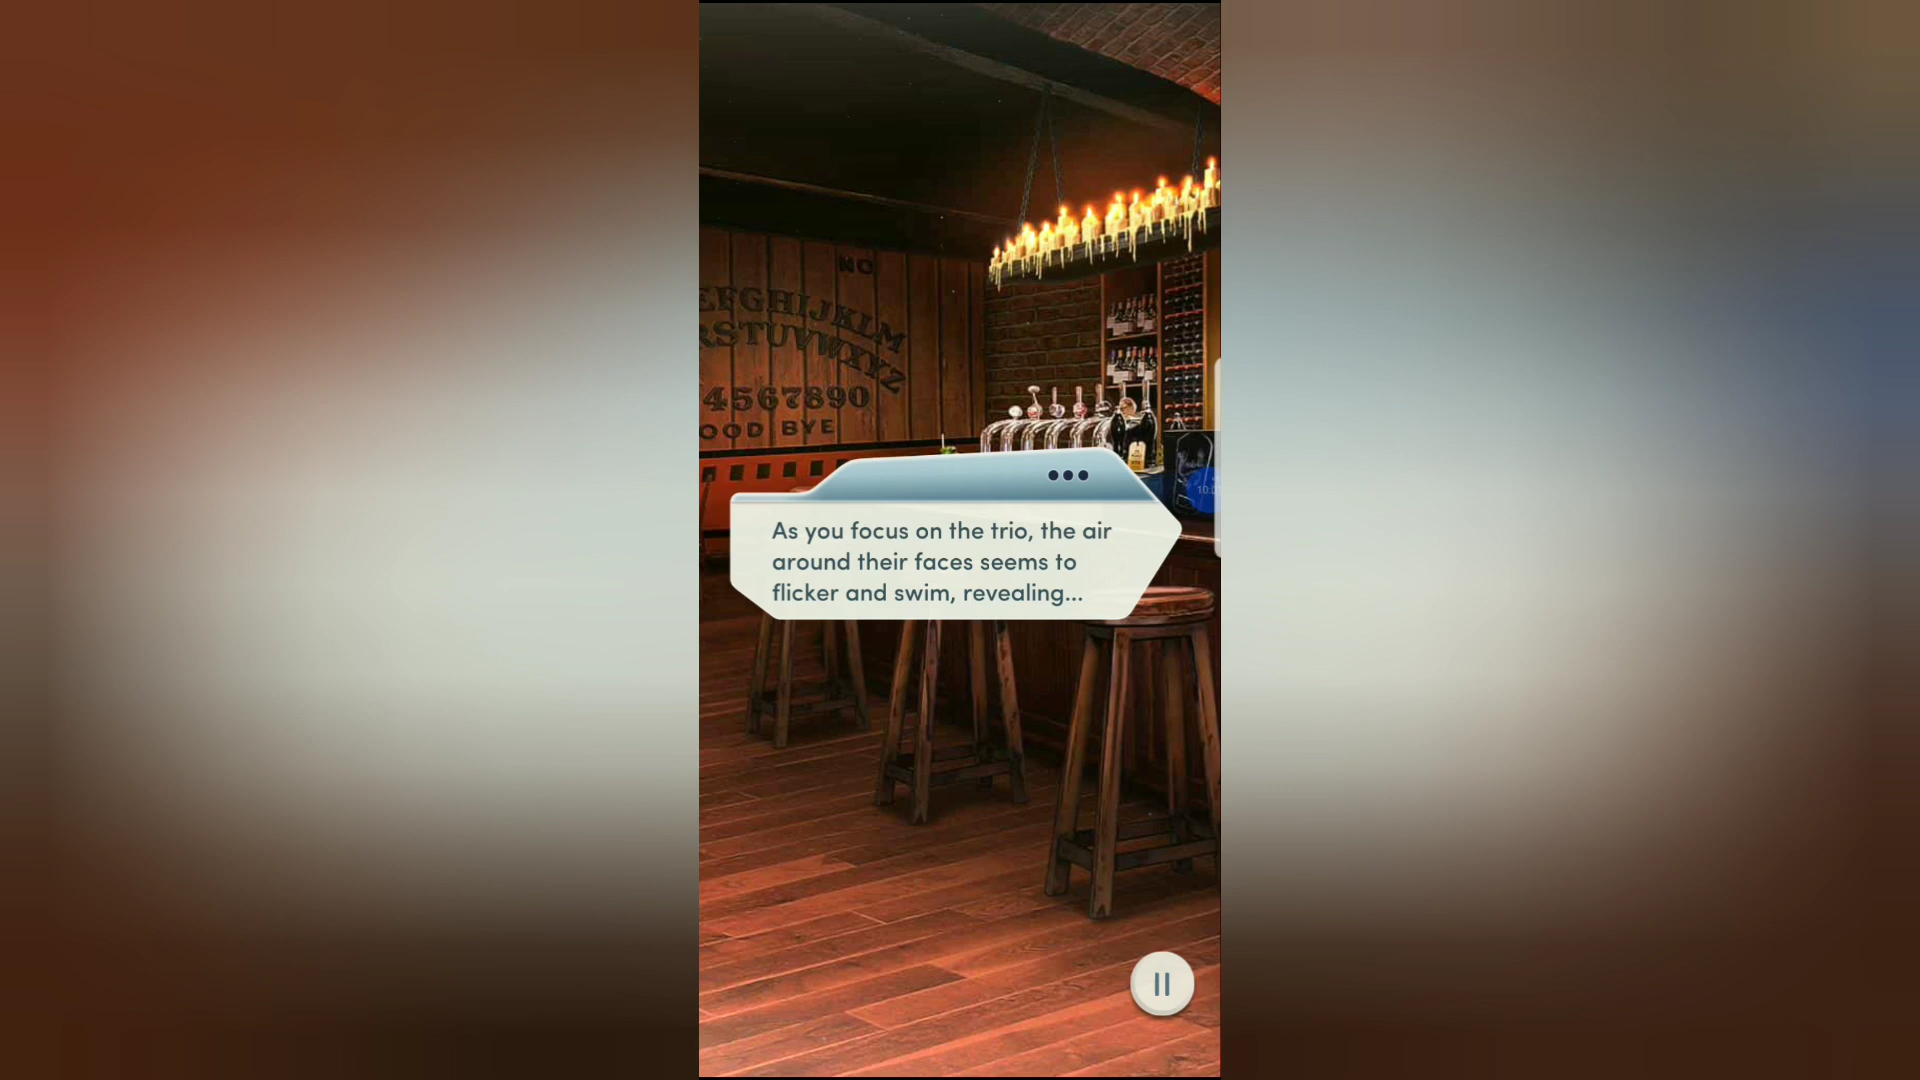 NO
EFGHIJKLM
RSTUVWXYZ
4567890
OOD BYE
As you focus on the trio, the air
around their faces seems to
flicker and swim, revealing...